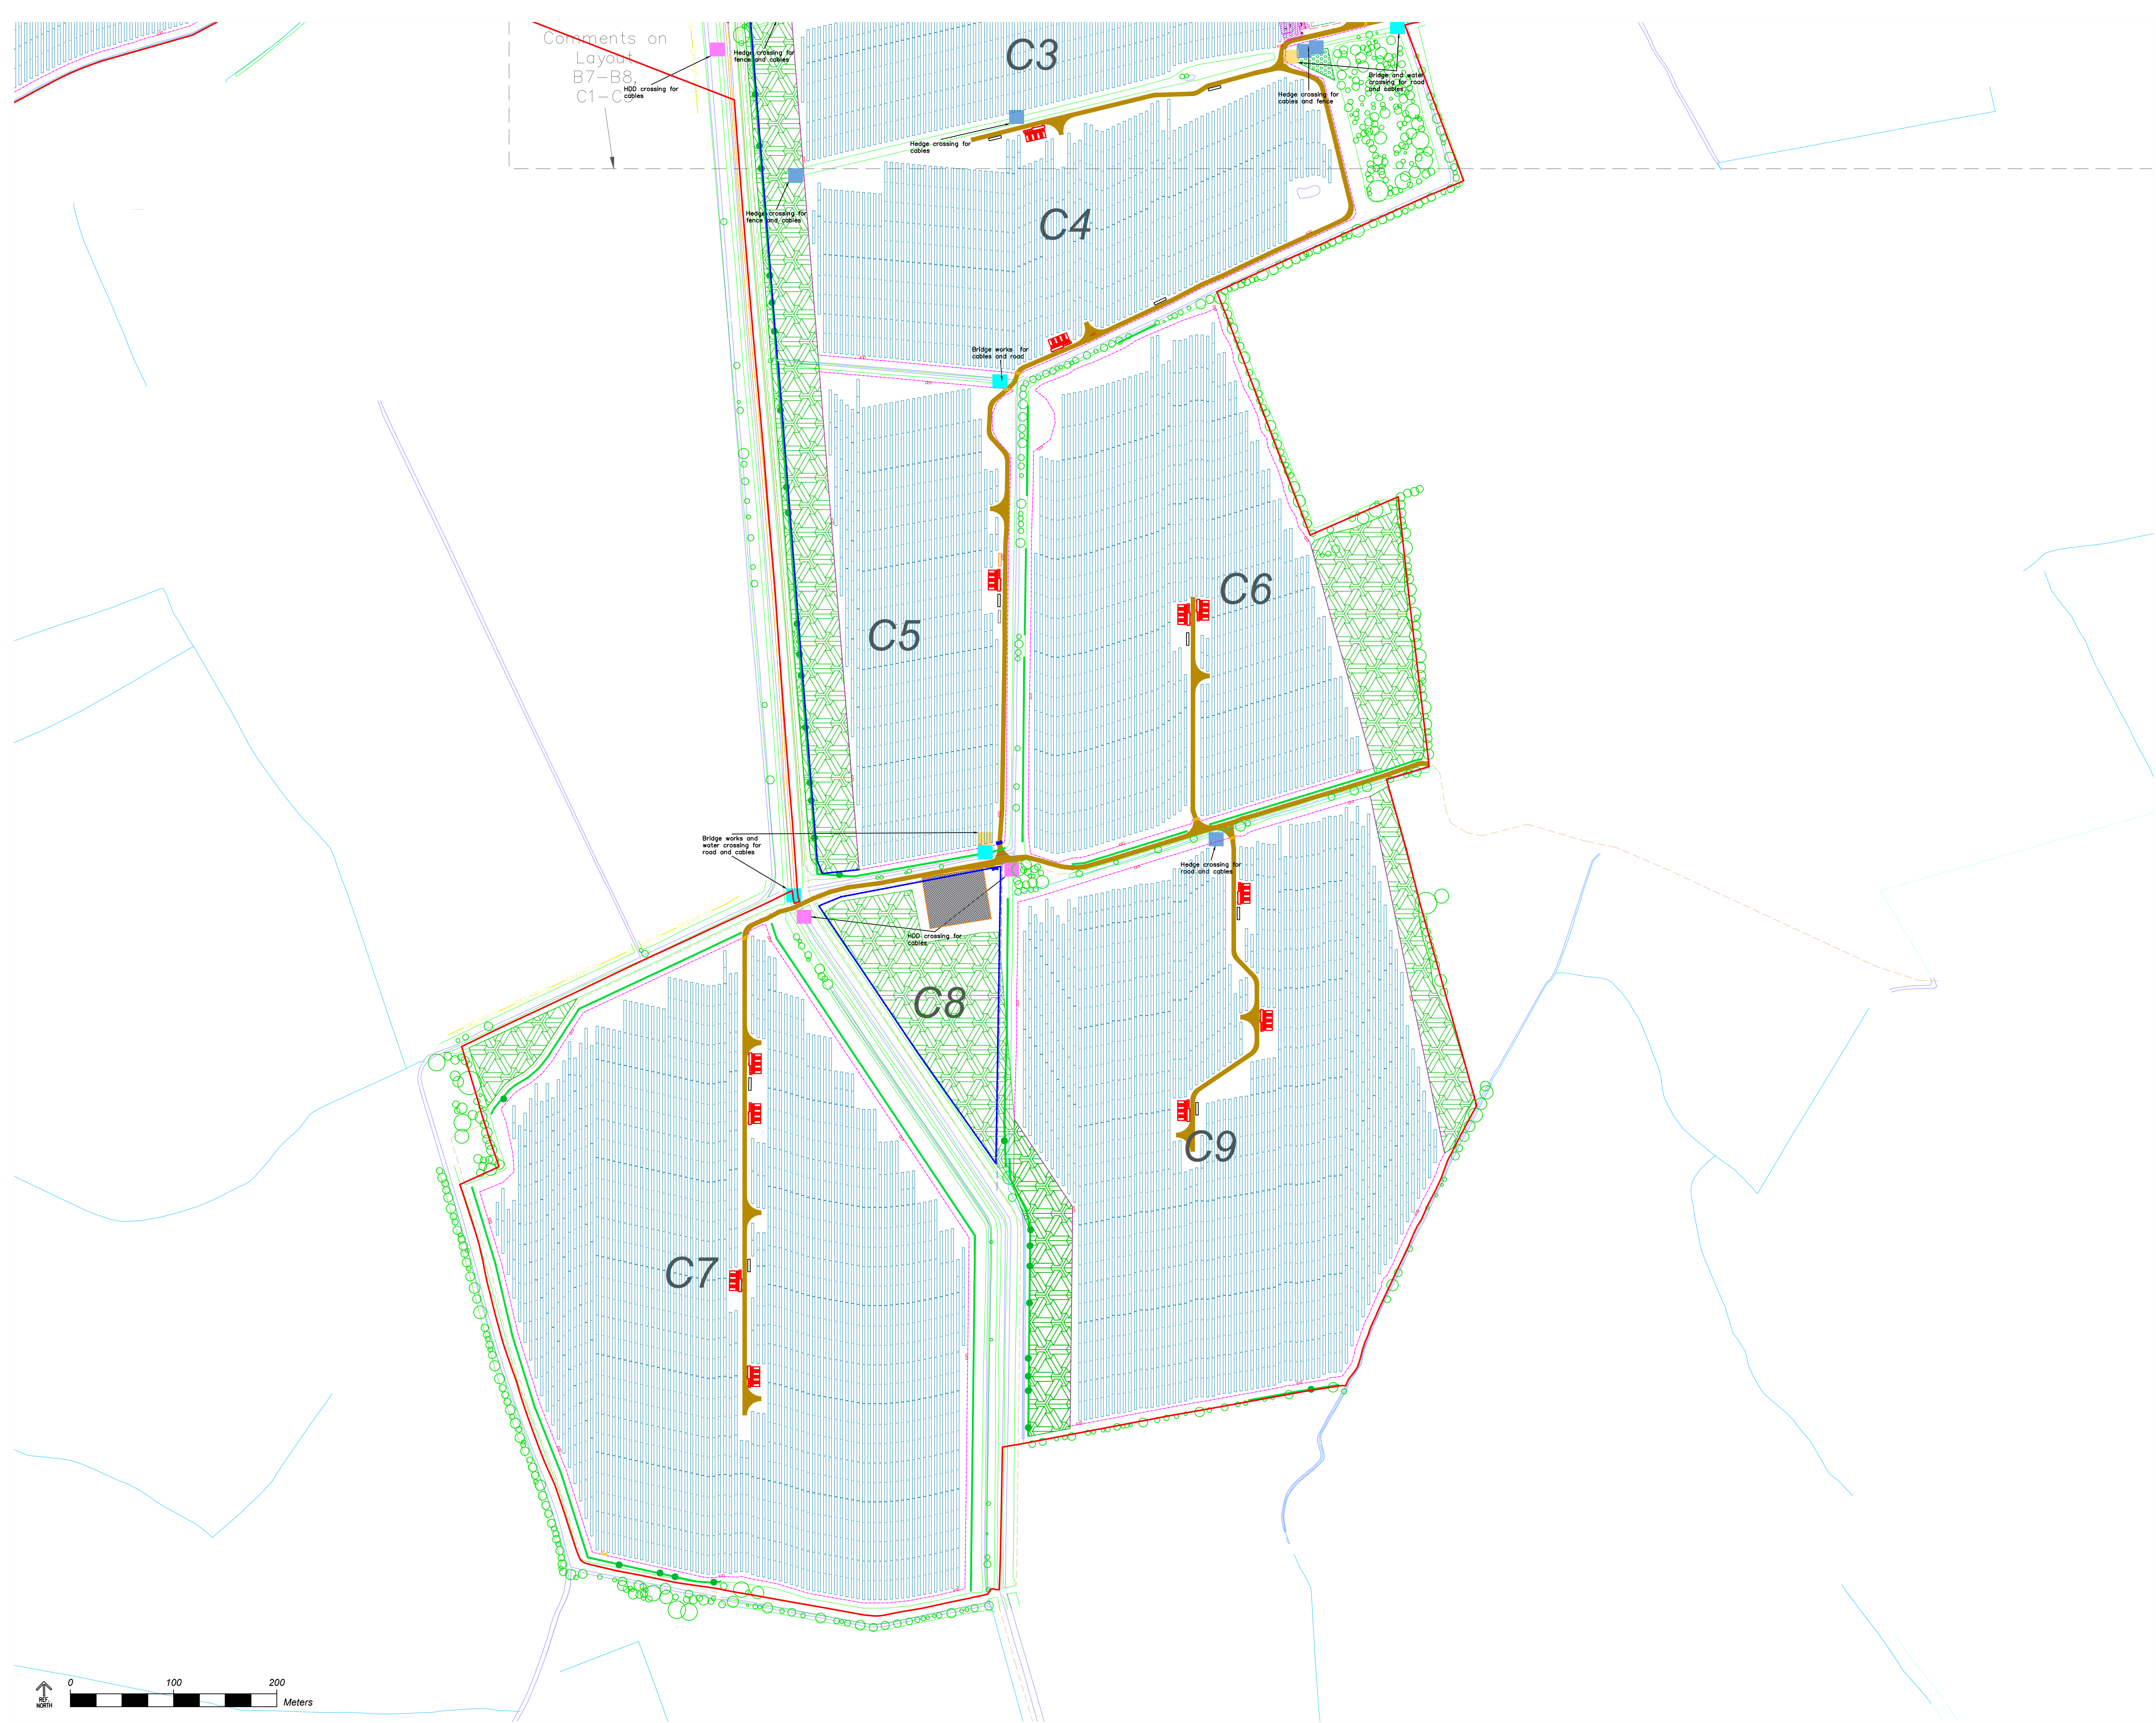 Comments on
Layout
B7-B8,
C1-C3
HDD crossing for
cables
Hedge crossing for
fence and cables
C3
Bridge and water
crossing for road
and cables
Hedge crossing for
cables and fence
Hedge crossing for
cables
Hedge crossing for
fence and cables
C4
Bridge works for
cables and road
C6
C5
Bridge works and
water crossing for
road and cables
Hedge crossing for
road and cables
HDD crossing for
cables
C8
C9
C7
REF.
NORTH
0 100 200
Meters